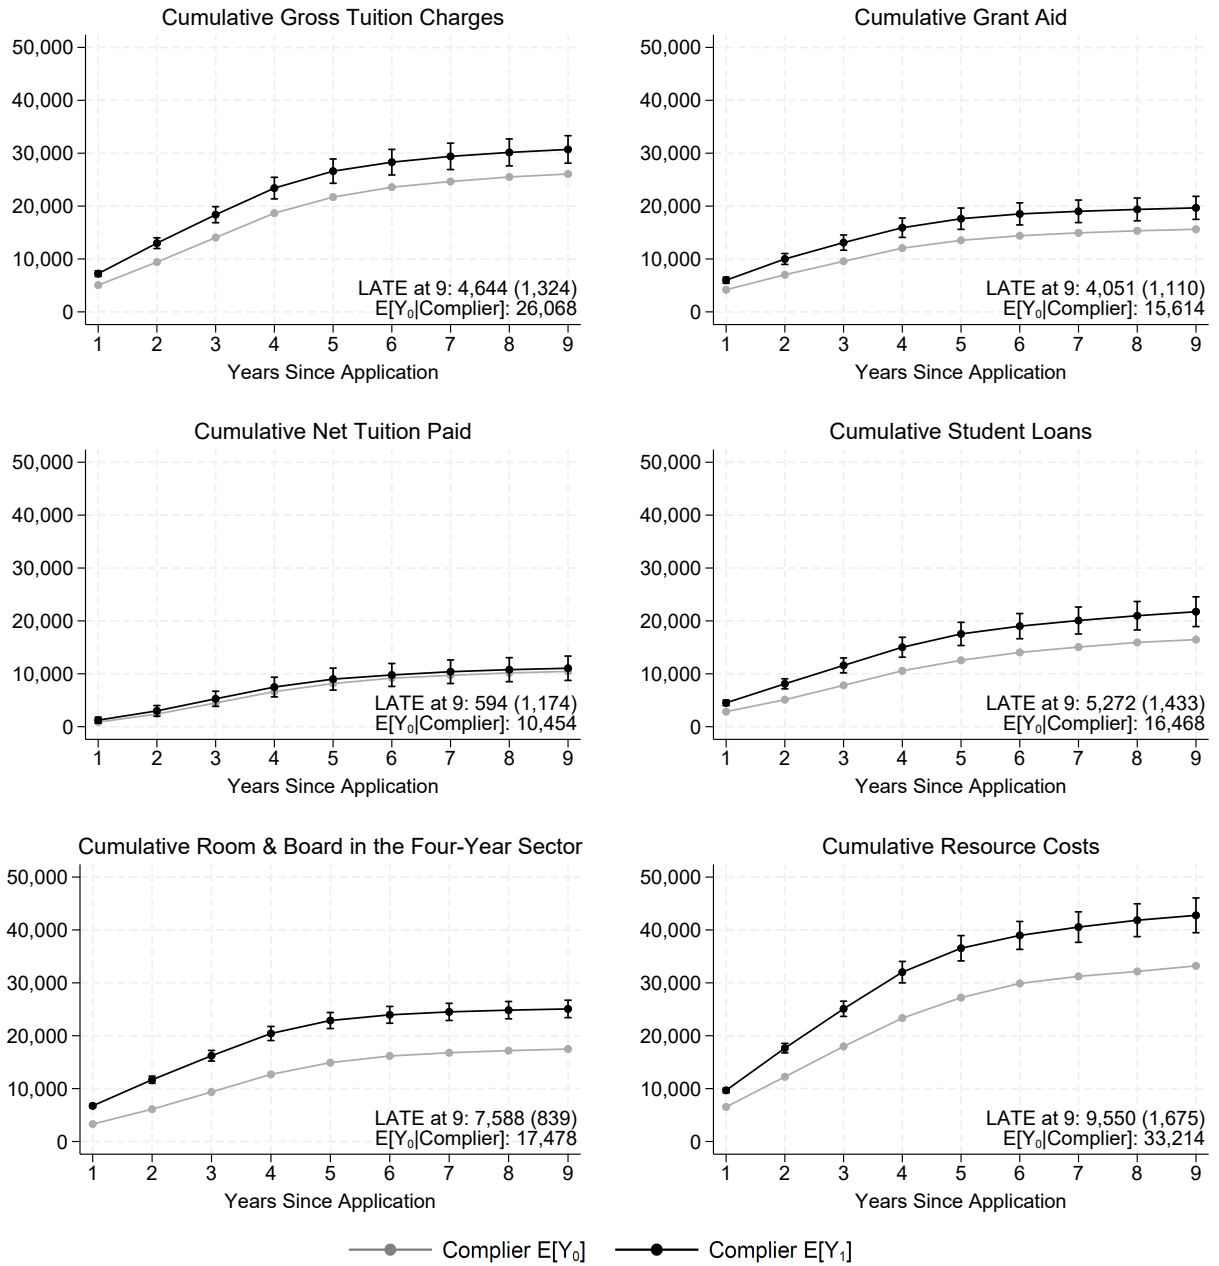 Cumulative Gross Tuition Charges
50,000
40,000
30,000
20,000
10,000
0
LATE at 9: 4,644 (1,324)
E[Y₀|Complier]: 26,068
1 2 3 4 5 6 7 8 9
Years Since Application
Cumulative Grant Aid
50,000
40,000
30,000
20,000
10,000
0
LATE at 9: 4,051 (1,110)
E[Y₀|Complier]: 15,614
1 2 3 4 5 6 7 8 9
Years Since Application
Cumulative Net Tuition Paid
50,000
40,000
30,000
20,000
10,000
0
LATE at 9: 594 (1,174)
E[Y₀|Complier]: 10,454
1 2 3 4 5 6 7 8 9
Years Since Application
Cumulative Student Loans
50,000
40,000
30,000
20,000
10,000
0
LATE at 9: 5,272 (1,433)
E[Y₀|Complier]: 16,468
1 2 3 4 5 6 7 8 9
Years Since Application
Cumulative Room & Board in the Four-Year Sector
50,000
40,000
30,000
20,000
10,000
0
LATE at 9: 7,588 (839)
E[Y₀|Complier]: 17,478
1 2 3 4 5 6 7 8 9
Years Since Application
Cumulative Resource Costs
50,000
40,000
30,000
20,000
10,000
0
LATE at 9: 9,550 (1,675)
E[Y₀|Complier]: 33,214
1 2 3 4 5 6 7 8 9
Years Since Application
Complier E[Y₀] Complier E[Y₁]